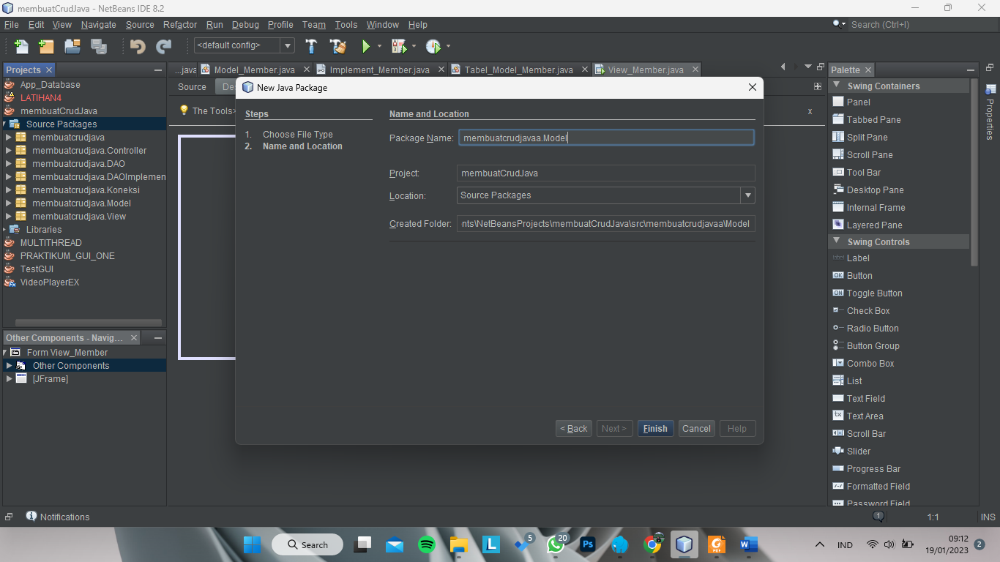 membuatCrudJava - NetBeans IDE 8.2
File Edit View Navigate Source Refactor Run Debug Profile Team Tools Window Help
Search (Ctrl+I)
<default config>
Projects
...java Model_Member.java Implement_Member.java Tabel_Model_Member.java View_Member.java
Palette
App_Database
LATIHAN4
membuatCrudJava
Source Packages
membuatcrudjava
membuatcrudjava.Controller
membuatcrudjava.DAO
membuatcrudjava.DAOImplemen
membuatcrudjava.Koneksi
membuatcrudjava.Model
membuatcrudjava.View
Libraries
MULTITHREAD
PRAKTIKUM_GUI_ONE
TestGUI
VideoPlayerEX
Other Components - Navig...
Form View_Member
Other Components
[JFrame]
Source De
The Tools>
x
New Java Package
Steps
1. Choose File Type
2. Name and Location
Name and Location
Package Name: membuatcrudjavaa.Model
Project: membuatCrudJava
Location: Source Packages
Created Folder: nts\NetBeansProjects\membuatCrudJava\src\membuatcrudjavaa\Model
< Back Next > Finish Cancel Help
Swing Containers
Panel
Tabbed Pane
Split Pane
Scroll Pane
Tool Bar
Desktop Pane
Internal Frame
Layered Pane
Swing Controls
label Label
OK Button
ON Toggle Button
Check Box
Radio Button
Button Group
Combo Box
List
Text Field
tx Text Area
Scroll Bar
Slider
Progress Bar
Formatted Field
Password Field
Properties
Notifications
1
1:1
INS
Search
L
5
20
Ps
PDF
W
IND
09:12
19/01/2023
2